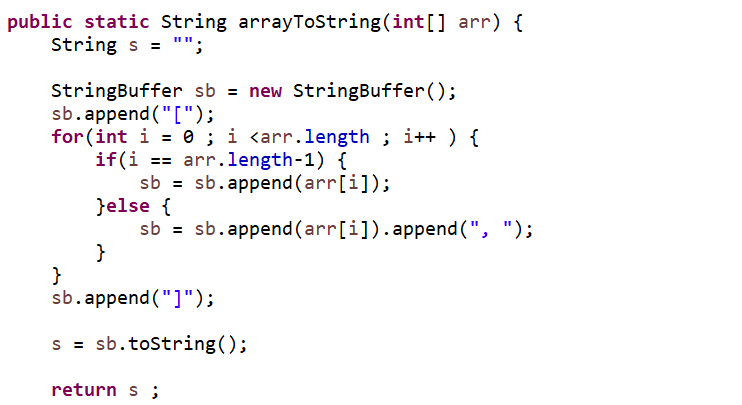 public static String arrayToString(int[] arr) {
    String s = "";

    StringBuffer sb = new StringBuffer();
    sb.append("[");
    for(int i = 0 ; i <arr.length ; i++ ) {
        if(i == arr.length-1) {
            sb = sb.append(arr[i]);
        }else {
            sb = sb.append(arr[i]).append(", ");
        }
    }
    sb.append("]");

    s = sb.toString();

    return s ;